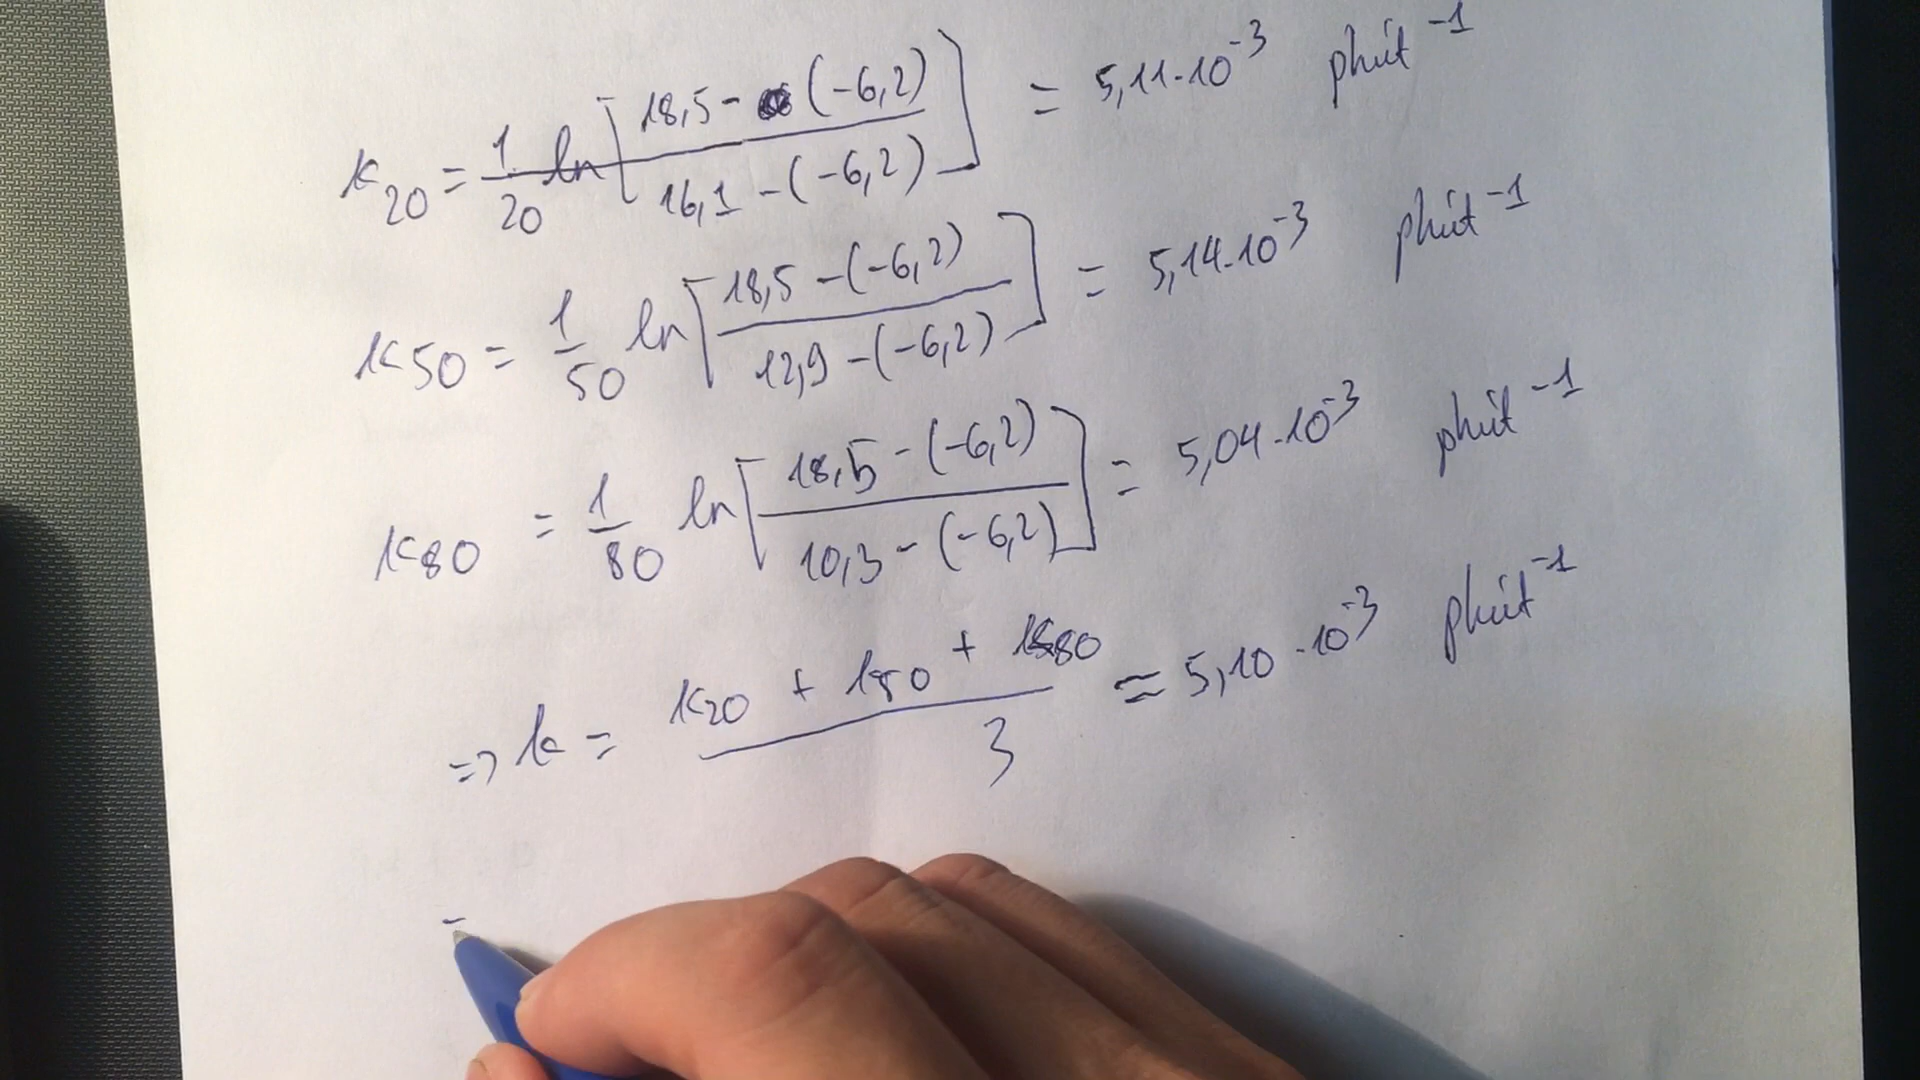 k₂₀ = 1/20 ln[(18,5 - (-6,2))/(16,1 - (-6,2))] = 5,11.10⁻³ phút⁻¹
k₅₀ = 1/50 ln[(18,5 - (-6,2))/(12,9 - (-6,2))] = 5,14.10⁻³ phút⁻¹
k₈₀ = 1/80 ln[(18,5 - (-6,2))/(10,3 - (-6,2))] = 5,04.10⁻³ phút⁻¹
=> k = (k₂₀ + k₅₀ + k₈₀)/3 ≈ 5,10.10⁻³ phút⁻¹
-